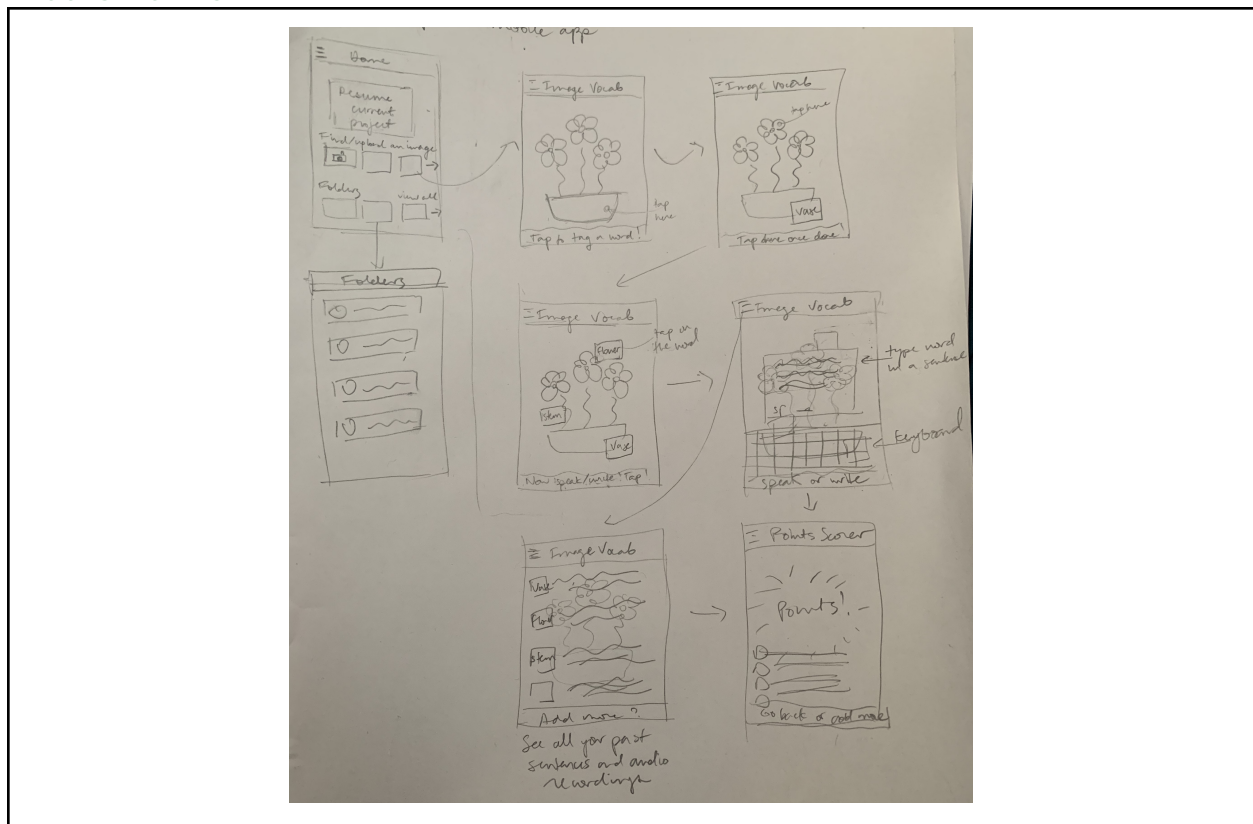 mobile app
Home
Resume
current
project
Find/upload an image
Folders
view all
Folders
Image Vocab
tap
here
Tap to tag a word!
Image Vocab
tap here
Vase
Tap done once done!
Image Vocab
Flower
tap on
the word
Stem
Vase
Now speak/write! Tap!
Image Vocab
type word
in a sentence
Keyboard
speak or write
Image Vocab
Vase
Stem
Add more?
See all your past
sentences and audio
recordings
Points Scorer
Points!
Go back or add more!